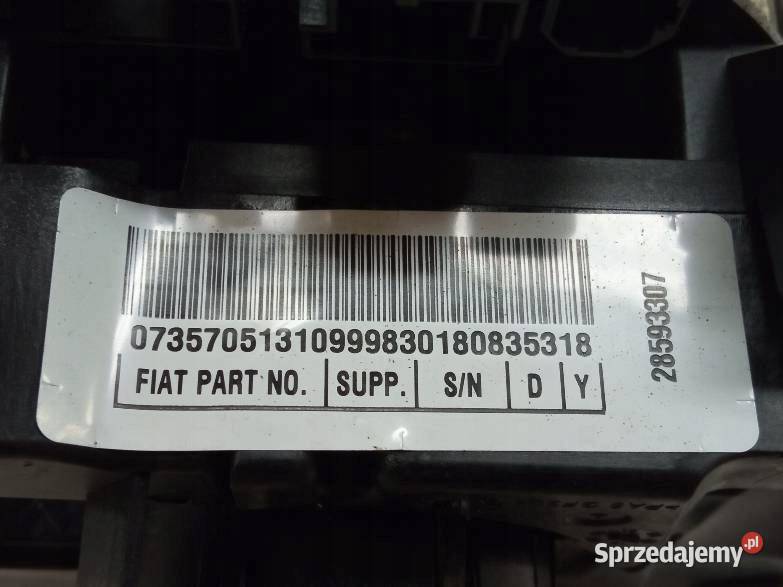 07357051310999830180835318
FIAT PART NO. SUPP. S/N D Y
28593307
Sprzedajemy.pl